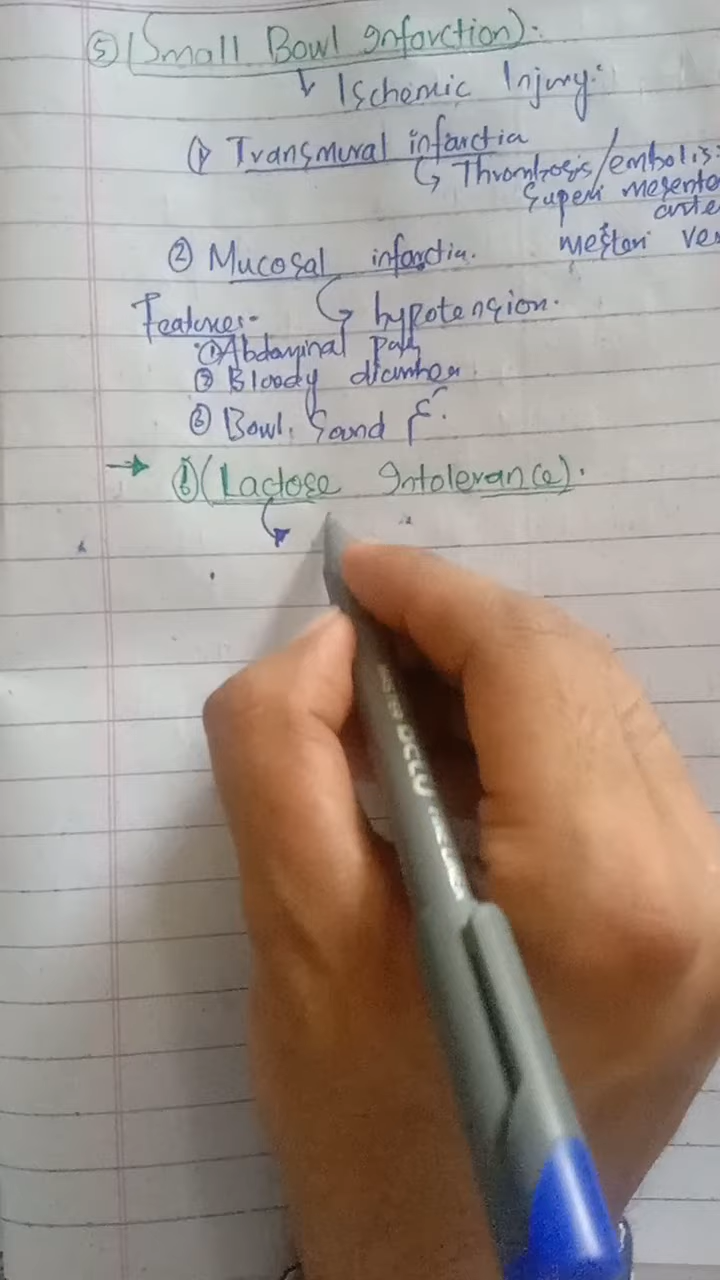 ⑤ (Small Bowl Infarction):
Ischemic Injury:
① Transmural infarctia
Thrombosis/embolis
Superi mesente
arte
② Mucosal infarctia. mesteri ve
hypotension.
Features:-
① Abdominal Pain
② Bloody diarrhea.
③ Bowl. Sound
→ ⑥ (Lactose Intolerance).